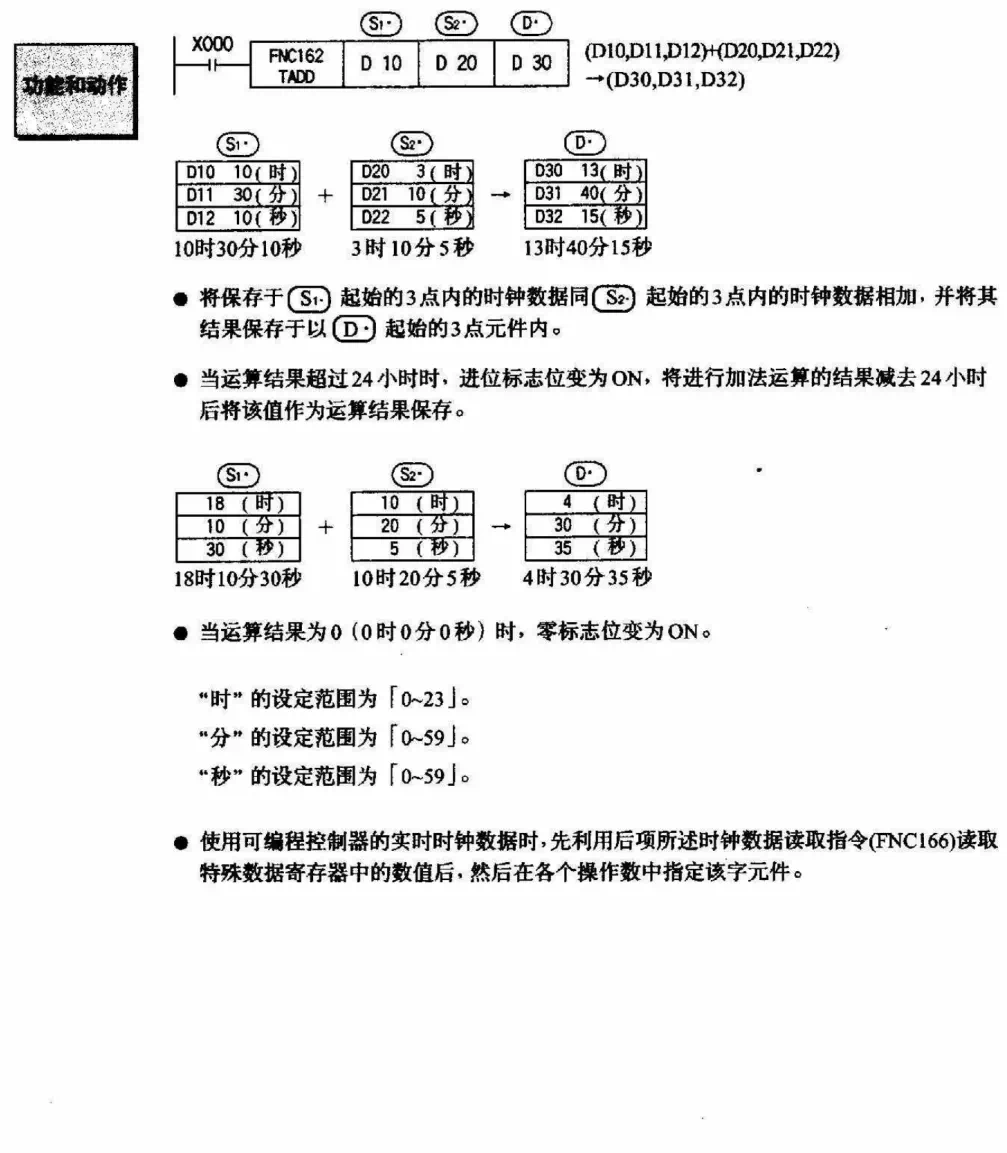 功能和动作
S1· S2· D·
X000
FNC162 TADD D 10 D 20 D 30
(D10,D11,D12)+(D20,D21,D22)
→(D30,D31,D32)
S1· S2· D·
D10 10(时) D20 3(时) D30 13(时)
D11 30(分) + D21 10(分) → D31 40(分)
D12 10(秒) D22 5(秒) D32 15(秒)
10时30分10秒 3时10分5秒 13时40分15秒
● 将保存于 S1· 起始的3点内的时钟数据同 S2· 起始的3点内的时钟数据相加，并将其
结果保存于以 D· 起始的3点元件内。
● 当运算结果超过24小时时，进位标志位变为ON，将进行加法运算的结果减去24小时
后将该值作为运算结果保存。
S1· S2· D·
18 (时) 10 (时) 4 (时)
10 (分) + 20 (分) → 30 (分)
30 (秒) 5 (秒) 35 (秒)
18时10分30秒 10时20分5秒 4时30分35秒
● 当运算结果为0（0时0分0秒）时，零标志位变为ON。
“时”的设定范围为「0~23」。
“分”的设定范围为「0~59」。
“秒”的设定范围为「0~59」。
● 使用可编程控制器的实时时钟数据时，先利用后项所述时钟数据读取指令(FNC166)读取
特殊数据寄存器中的数值后，然后在各个操作数中指定该字元件。